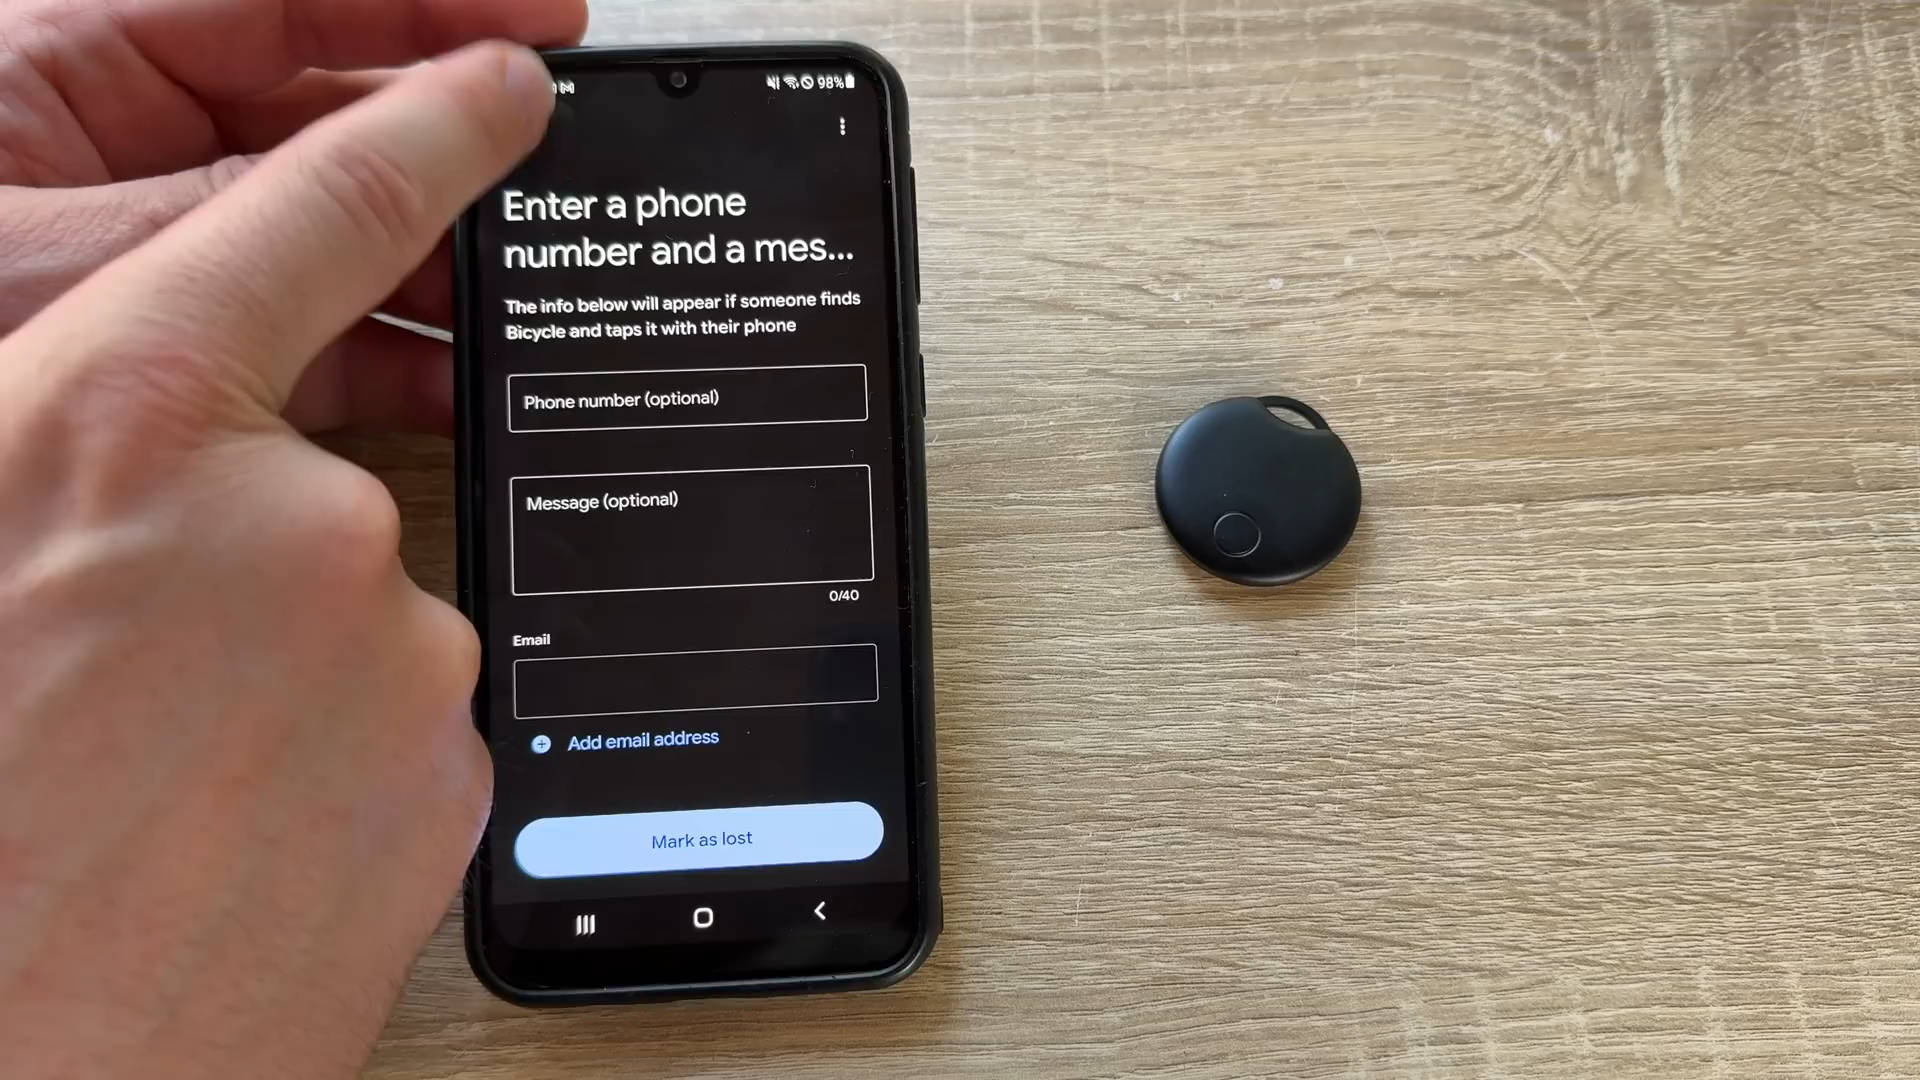 98%
Enter a phone
number and a mes...
The info below will appear if someone finds
Bicycle and taps it with their phone
Phone number (optional)
Message (optional)
0/40
Email
Add email address
Mark as lost